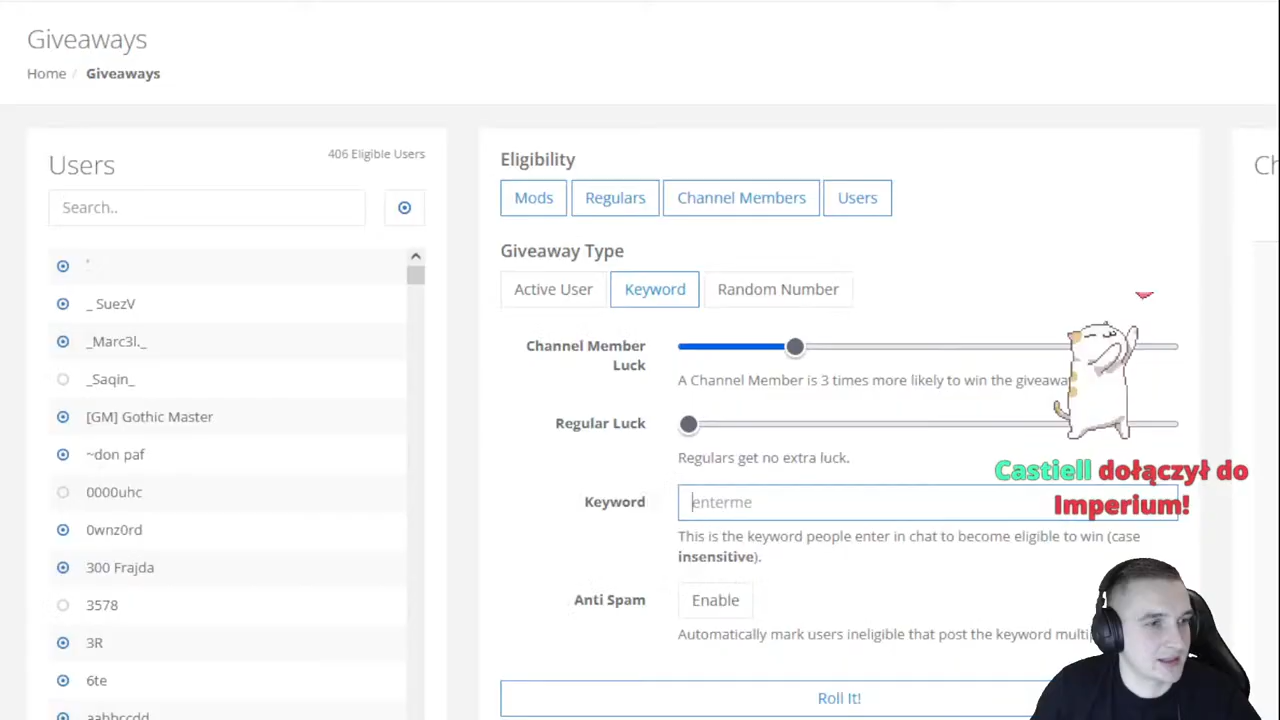 Giveaways
Home / Giveaways
Users
406 Eligible Users
Search..
'
_ SuezV
_Marc3l._
_Saqin_
[GM] Gothic Master
~don paf
0000uhc
0wnz0rd
300 Frajda
3578
3R
6te
aabbccdd
Eligibility
Mods
Regulars
Channel Members
Users
Giveaway Type
Active User
Keyword
Random Number
Channel Member
Luck
A Channel Member is 3 times more likely to win the
Regular Luck
Regulars get no extra luck.
Keyword
enterme
This is the keyword people enter in chat to become eligible to win (case
insensitive).
Anti Spam
Enable
Automatically mark users ineligible that post the keyword
Roll It!
Castiell dołączył do
Imperium!